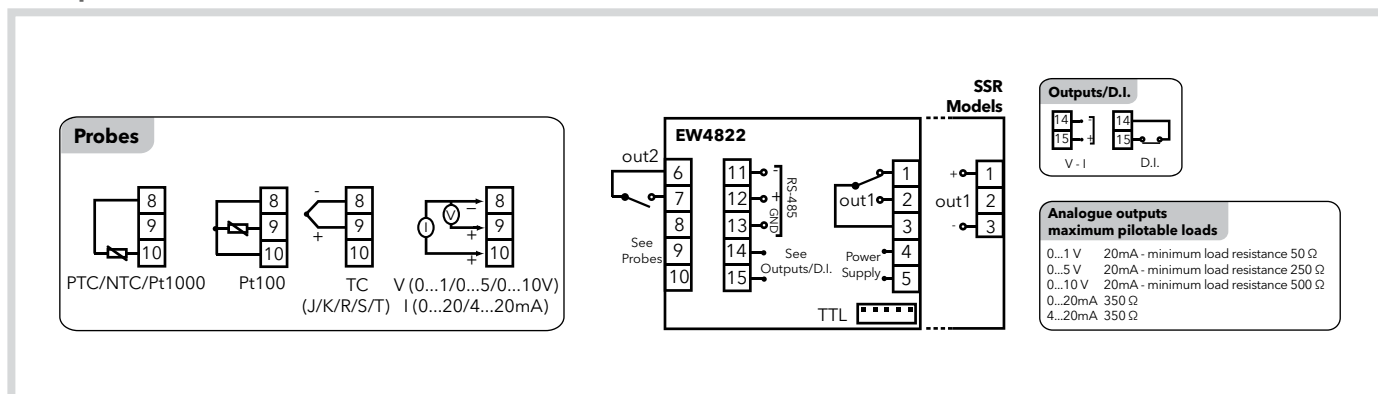 Probes
8
9
10
PTC/NTC/Pt1000
8
9
10
Pt100
-
+
8
9
10
TC
(J/K/R/S/T)
I
V
−
+
+
8
9
10
V (0...1/0...5/0...10V)
I (0...20/4...20mA)
EW4822
out2
6
7
8
9
10
See
Probes
11
12
13
14
15
-
+
GND
RS-485
See
Outputs/D.I.
out1
1
2
3
4
5
Power
Supply
TTL
SSR
Models
+
out1
-
1
2
3
Outputs/D.I.
14
15
-
+
V - I
14
15
D.I.
Analogue outputs
maximum pilotable loads
0...1 V 20mA - minimum load resistance 50 Ω
0...5 V 20mA - minimum load resistance 250 Ω
0...10 V 20mA - minimum load resistance 500 Ω
0...20mA 350 Ω
4...20mA 350 Ω